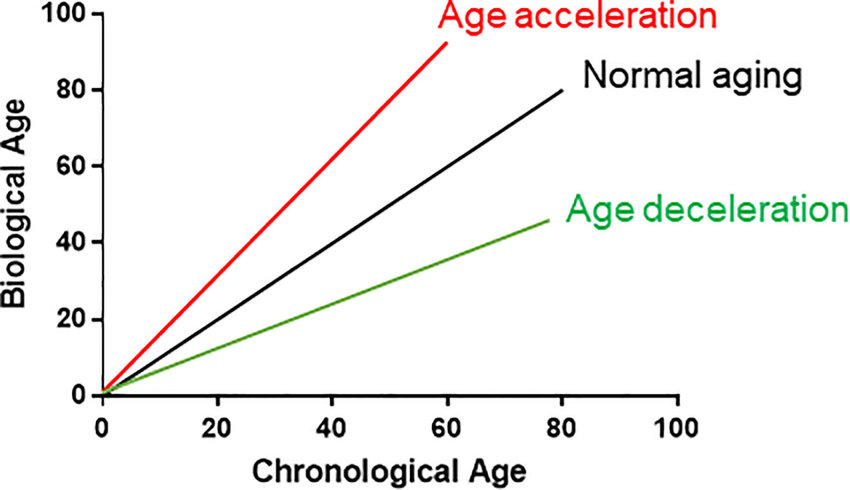 Age acceleration
Normal aging
Age deceleration
Biological Age
100
80
60
40
20
0
0 20 40 60 80 100
Chronological Age